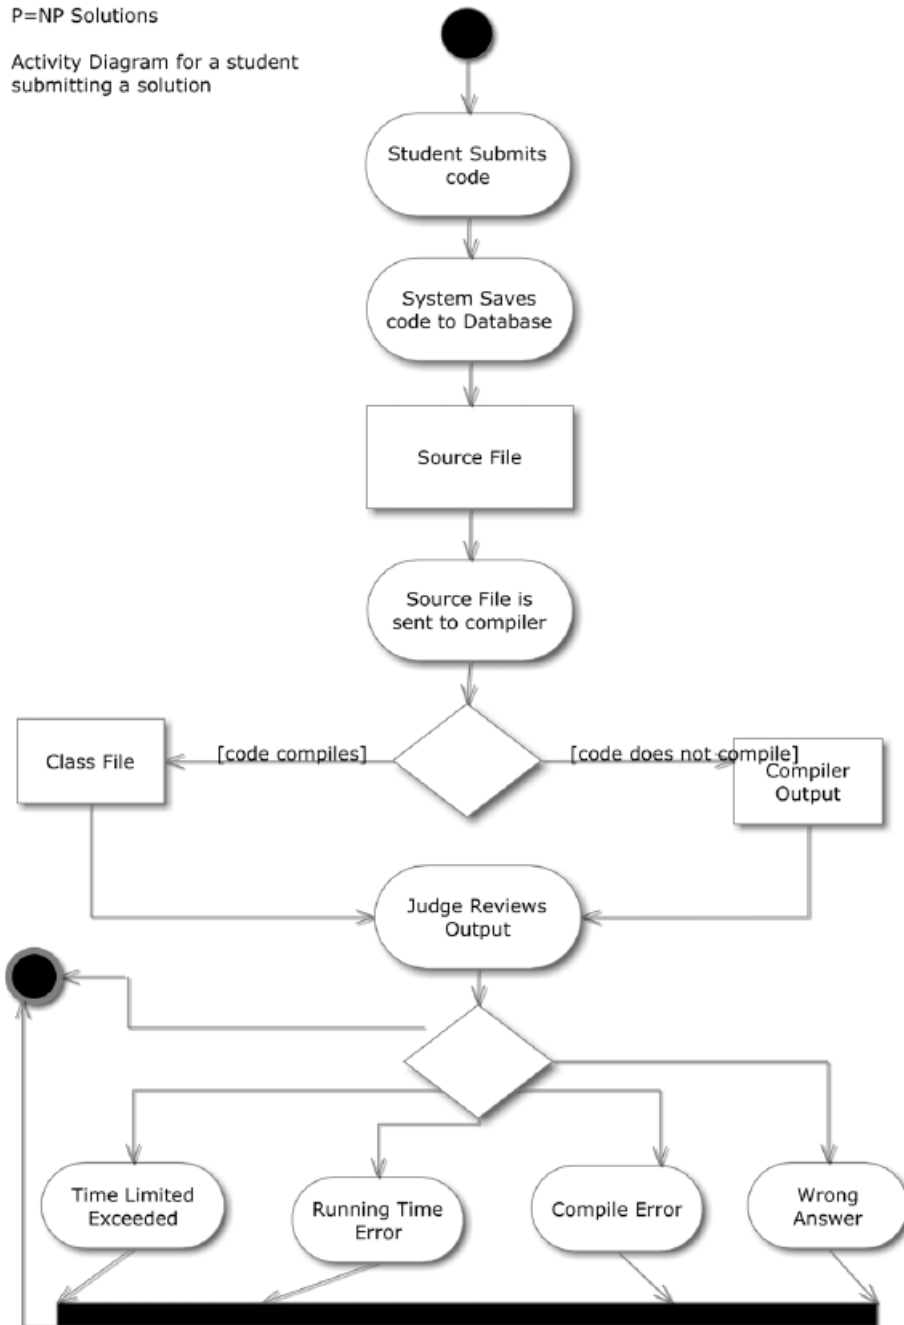 P=NP Solutions
Activity Diagram for a student
submitting a solution
Student Submits
code
System Saves
code to Database
Source File
Source File is
sent to compiler
[code compiles]
[code does not compile]
Class File
Compiler
Output
Judge Reviews
Output
Time Limited
Exceeded
Running Time
Error
Compile Error
Wrong
Answer